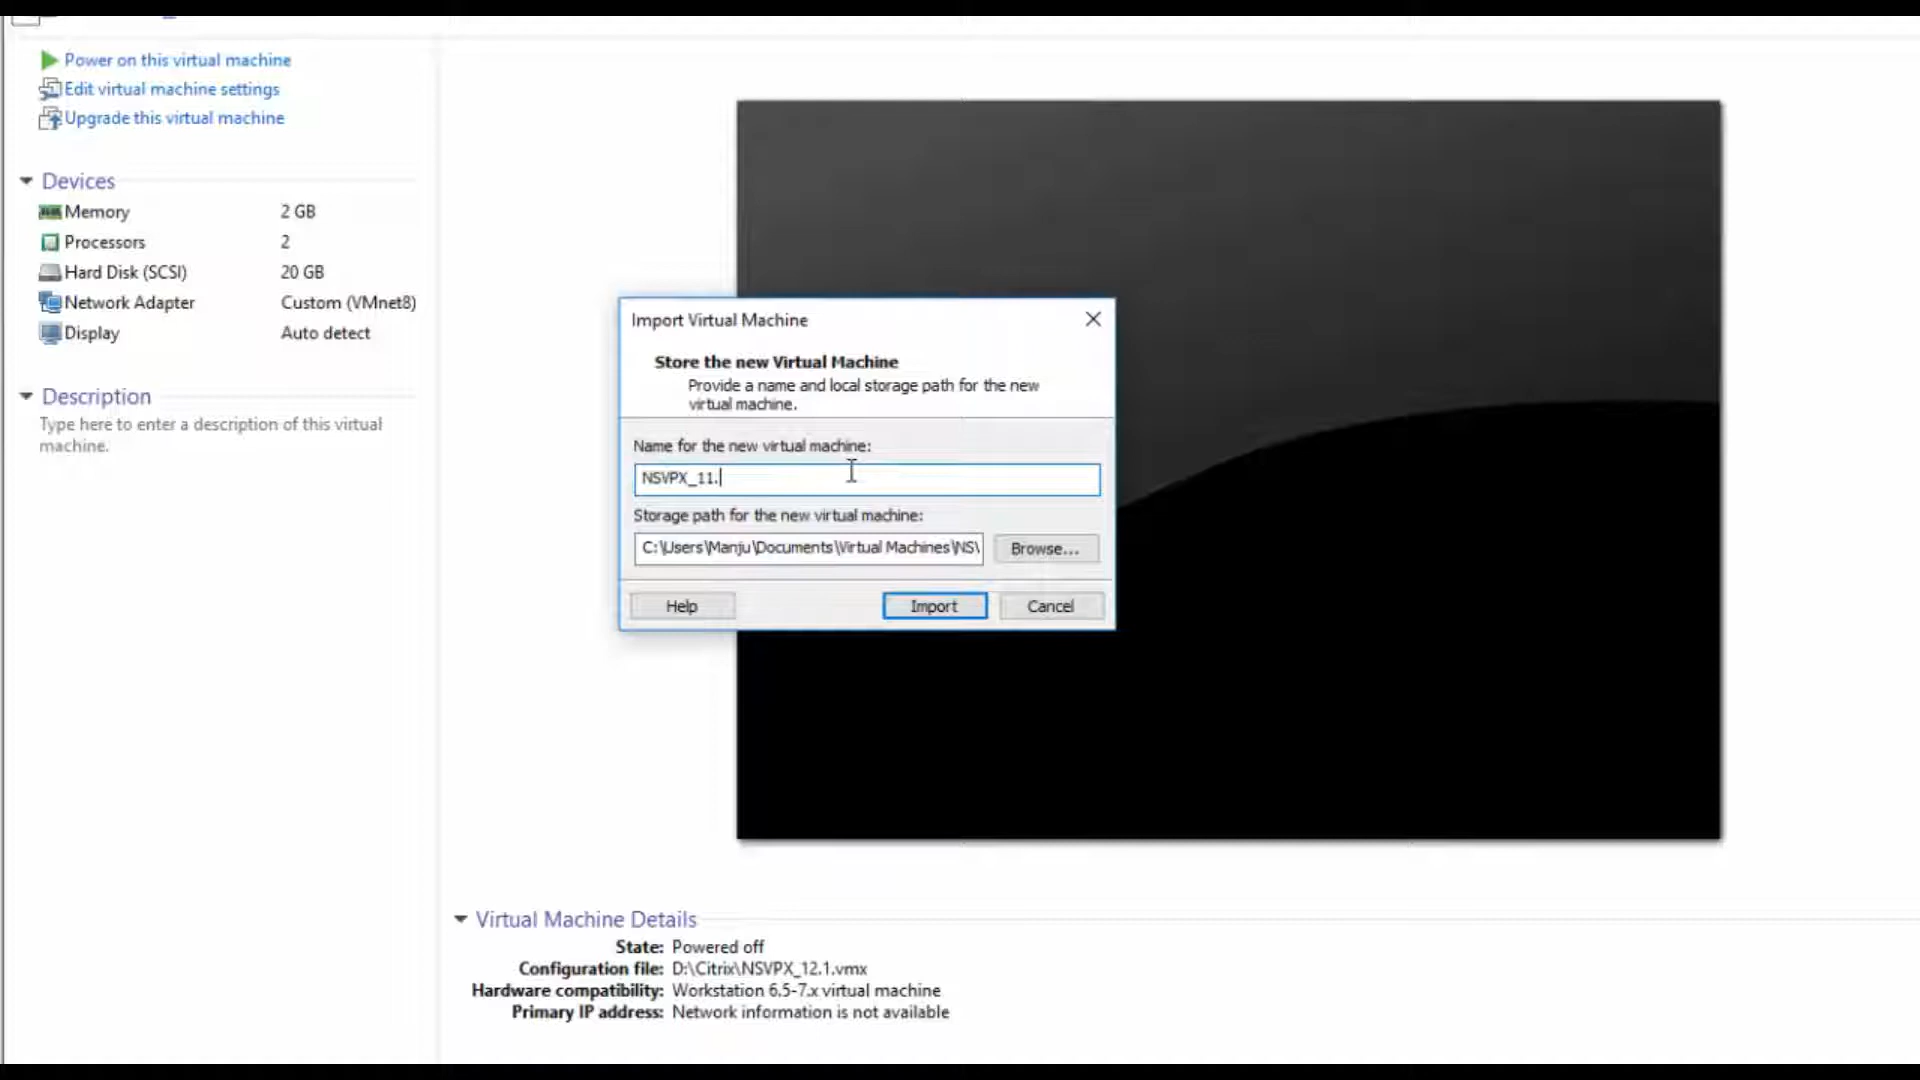 Power on this virtual machine
Edit virtual machine settings
Upgrade this virtual machine
Devices
Memory 2 GB
Processors 2
Hard Disk (SCSI) 20 GB
Network Adapter Custom (VMnet8)
Display Auto detect
Description
Type here to enter a description of this virtual
machine.
Import Virtual Machine
Store the new Virtual Machine
Provide a name and local storage path for the new
virtual machine.
Name for the new virtual machine:
NSVPX_11.
Storage path for the new virtual machine:
C:\Users\Manju\Documents\Virtual Machines\NS\
Browse...
Help Import Cancel
Virtual Machine Details
State: Powered off
Configuration file: D:\Citrix\NSVPX_12.1.vmx
Hardware compatibility: Workstation 6.5-7.x virtual machine
Primary IP address: Network information is not available